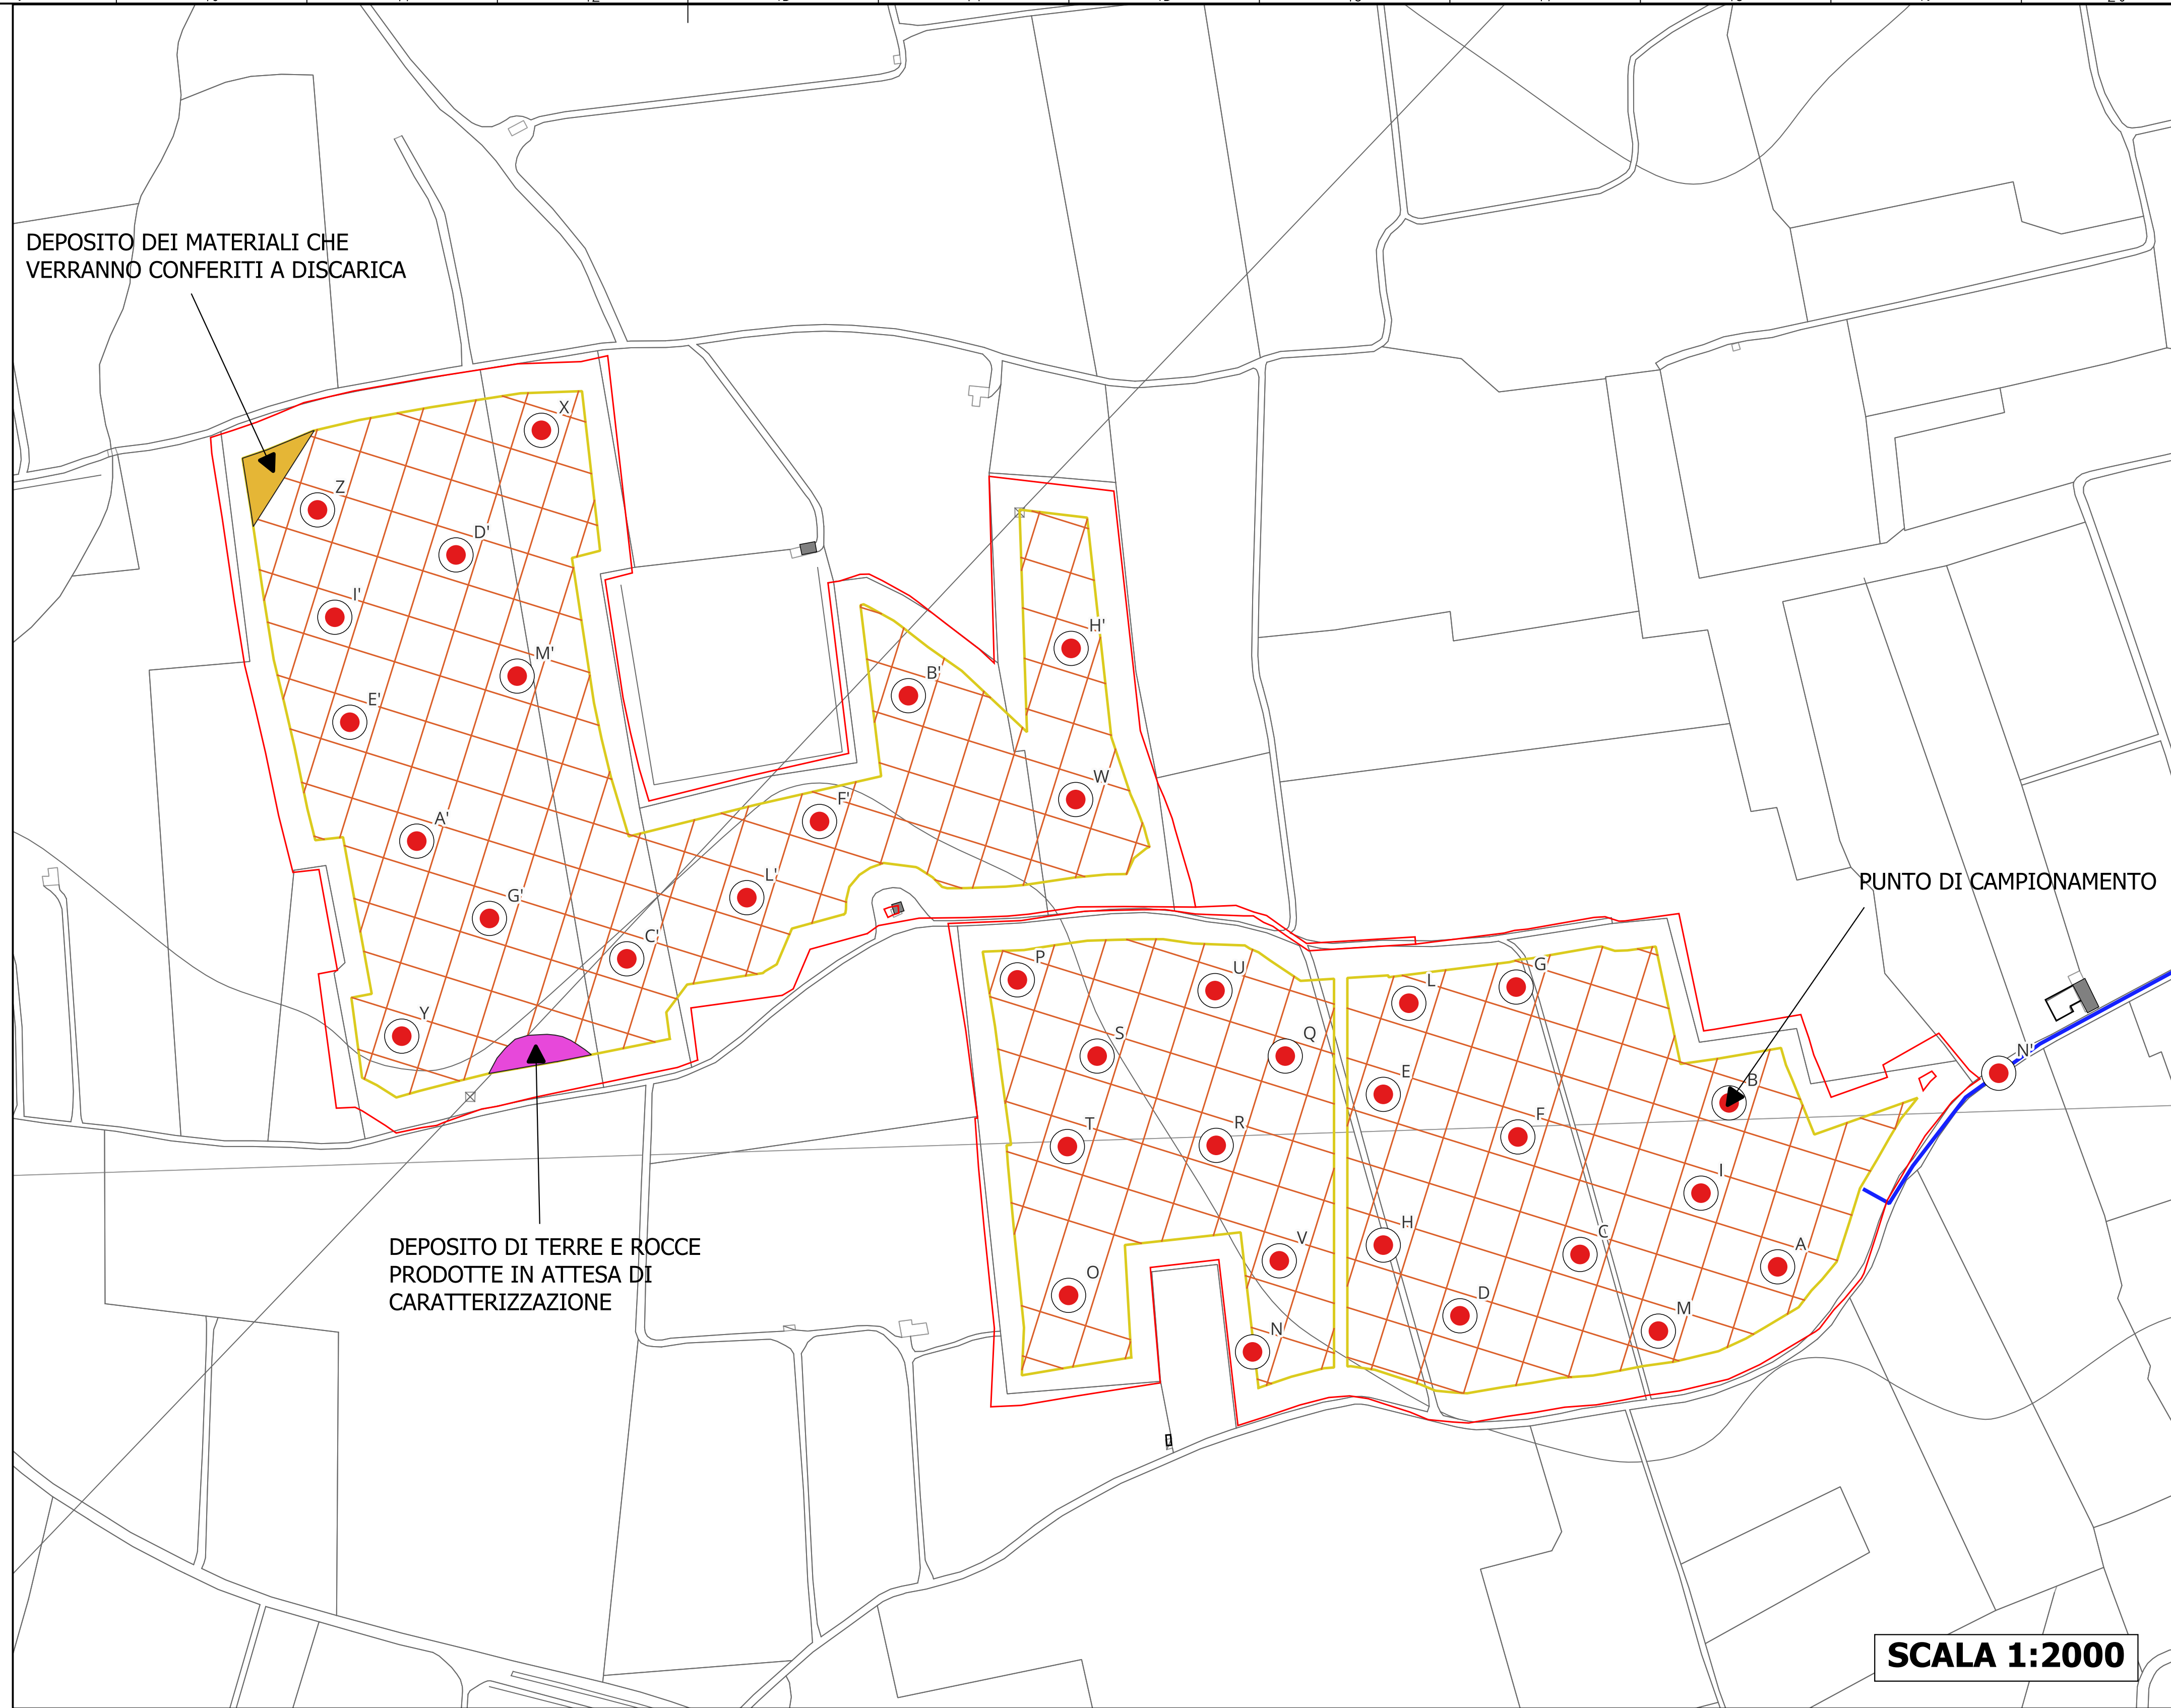 DEPOSITO DEI MATERIALI CHE
VERRANNO CONFERITI A DISCARICA
X
Z
D'
I'
H'
M'
B'
E'
W
F'
A'
L'
PUNTO DI CAMPIONAMENTO
G'
C'
P
U
G
L
Y
S
Q
N'
E
B
F
T
R
I
DEPOSITO DI TERRE E ROCCE
PRODOTTE IN ATTESA DI
CARATTERIZZAZIONE
H
C
V
A
O
D
M
N
SCALA 1:2000